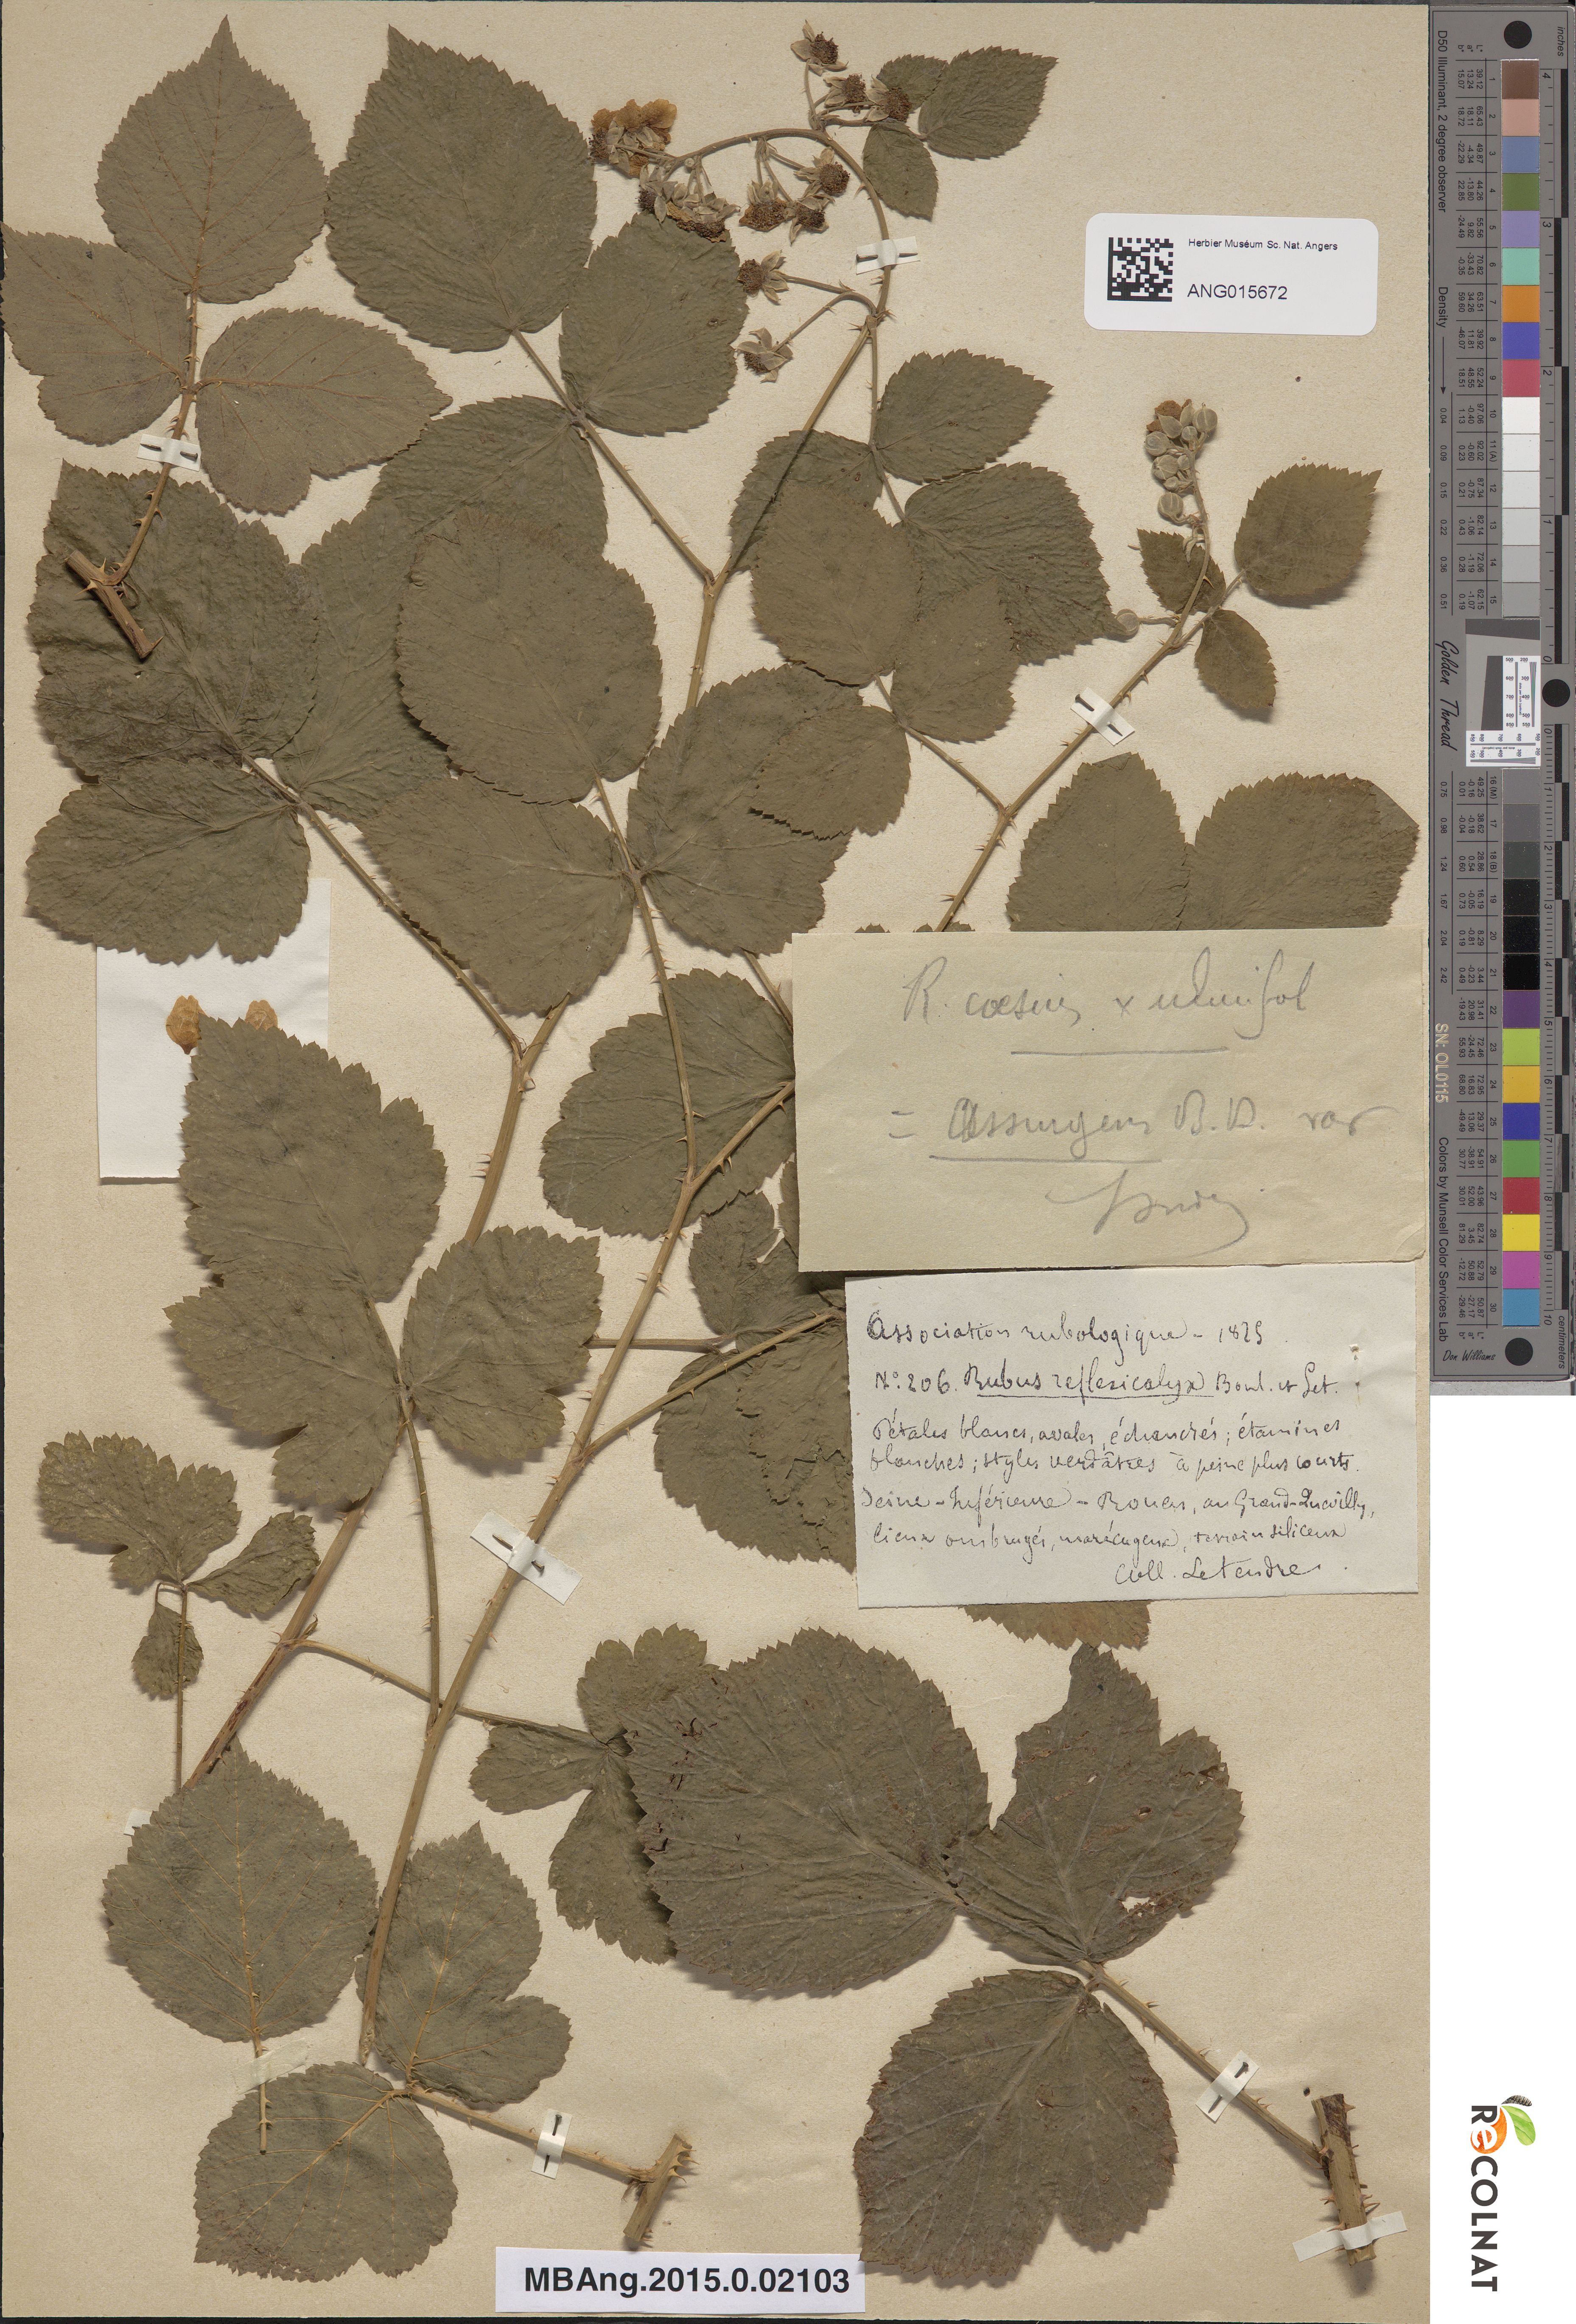 Herbier Muséum Sc. Nat. Angers
ANG015672
R. cœsius × ulmifol
= Assurgens B. B. var
Sudre
Association rubologique - 1875
N° 206. Rubus reflexicalyx Boul. et Let.
Pétales blancs, ovales, échancrés; étamines
blanches; styles verdâtres à peine plus courts.
Seine-Inférieure - Rouen, au Grand-Quevilly,
lieux ombragés, marécageux, terrain siliceux
Coll. Letendre.
MBAng.2015.0.02103
inches
D50 Illuminant, 2 degree observer
Density
Golden Thread
SN: OL0115
Colors by Munsell Color Services Lab
Don Williams
centimeters
ReCOLNAT